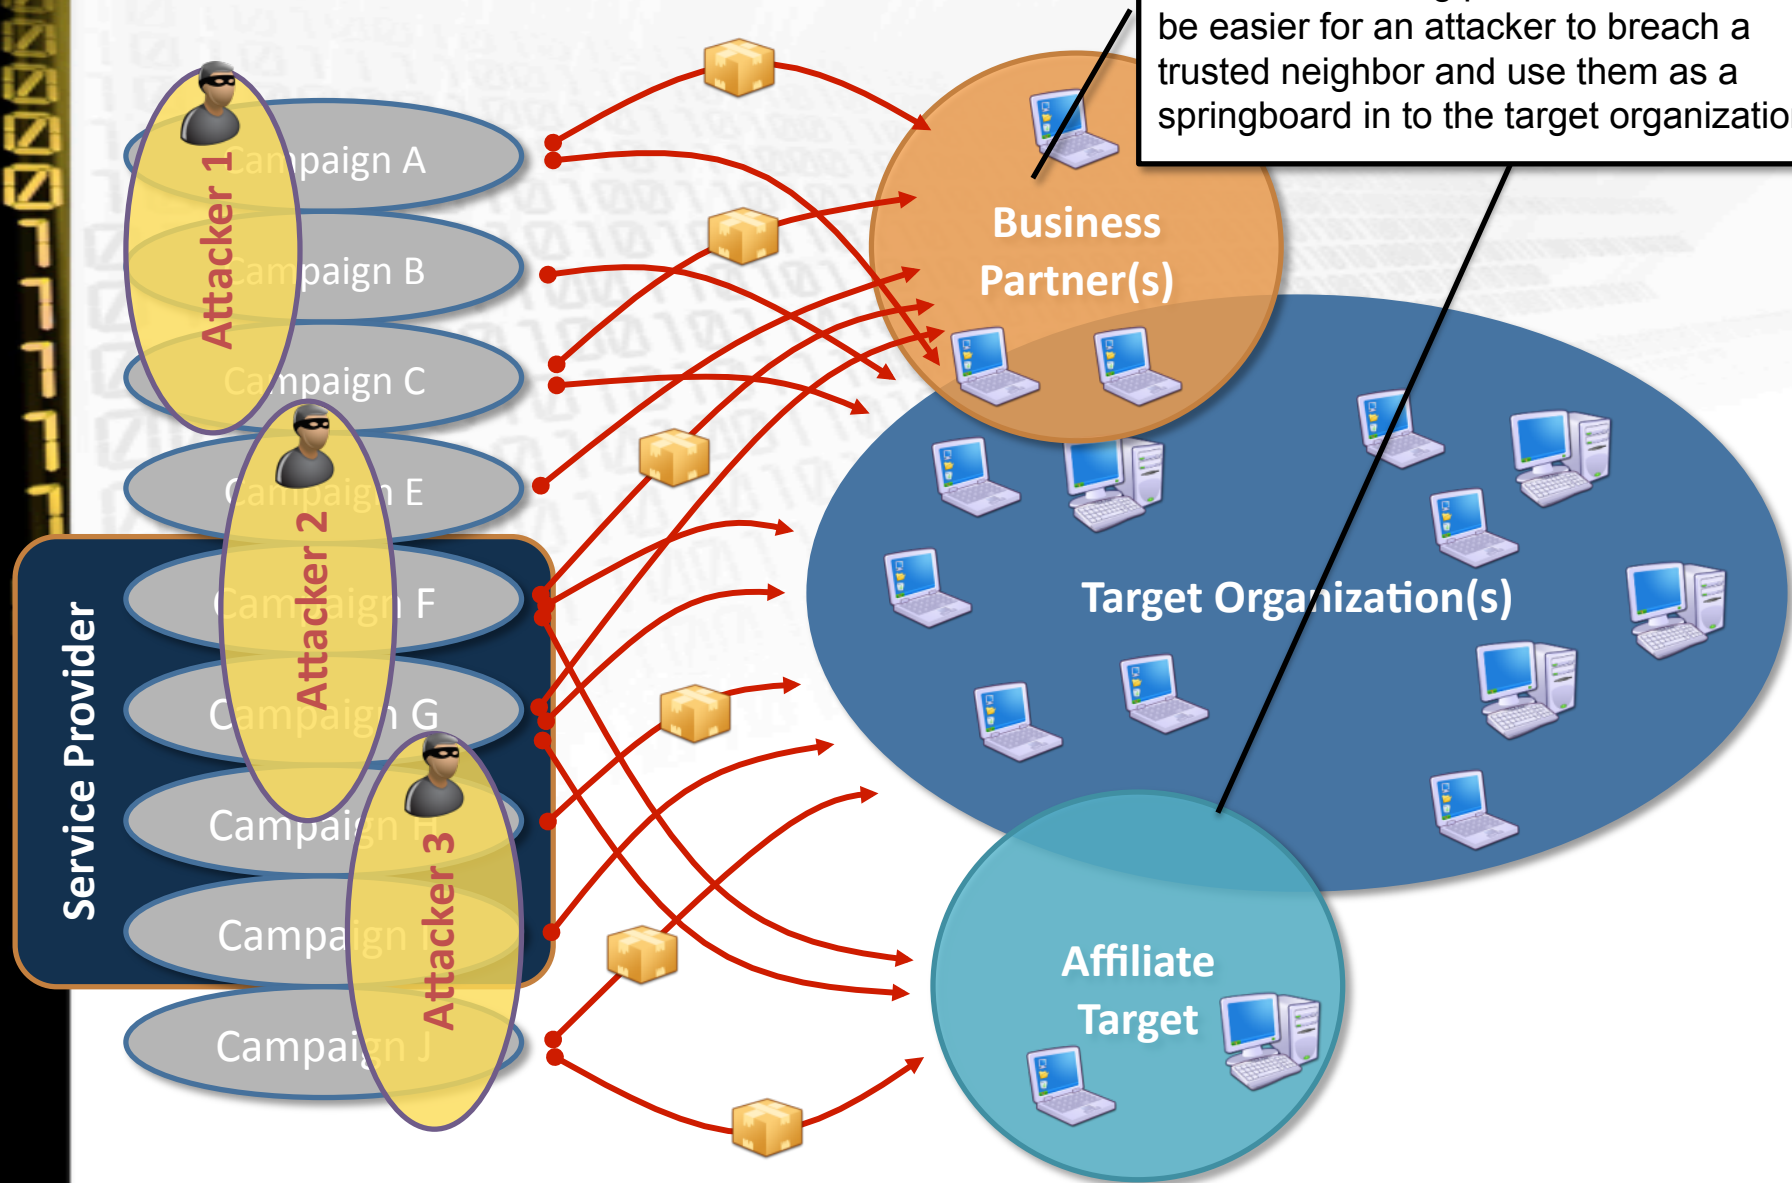 be easier for an attacker to breach a
trusted neighbor and use them as a
springboard in to the target organizatio
Attacker 1
Campaign A
Campaign B
Campaign C
Attacker 2
Campaign E
Service Provider
Campaign F
Campaign G
Campaign H
Attacker 3
Campaign I
Campaign J
Business
Partner(s)
Target Organization(s)
Affiliate
Target